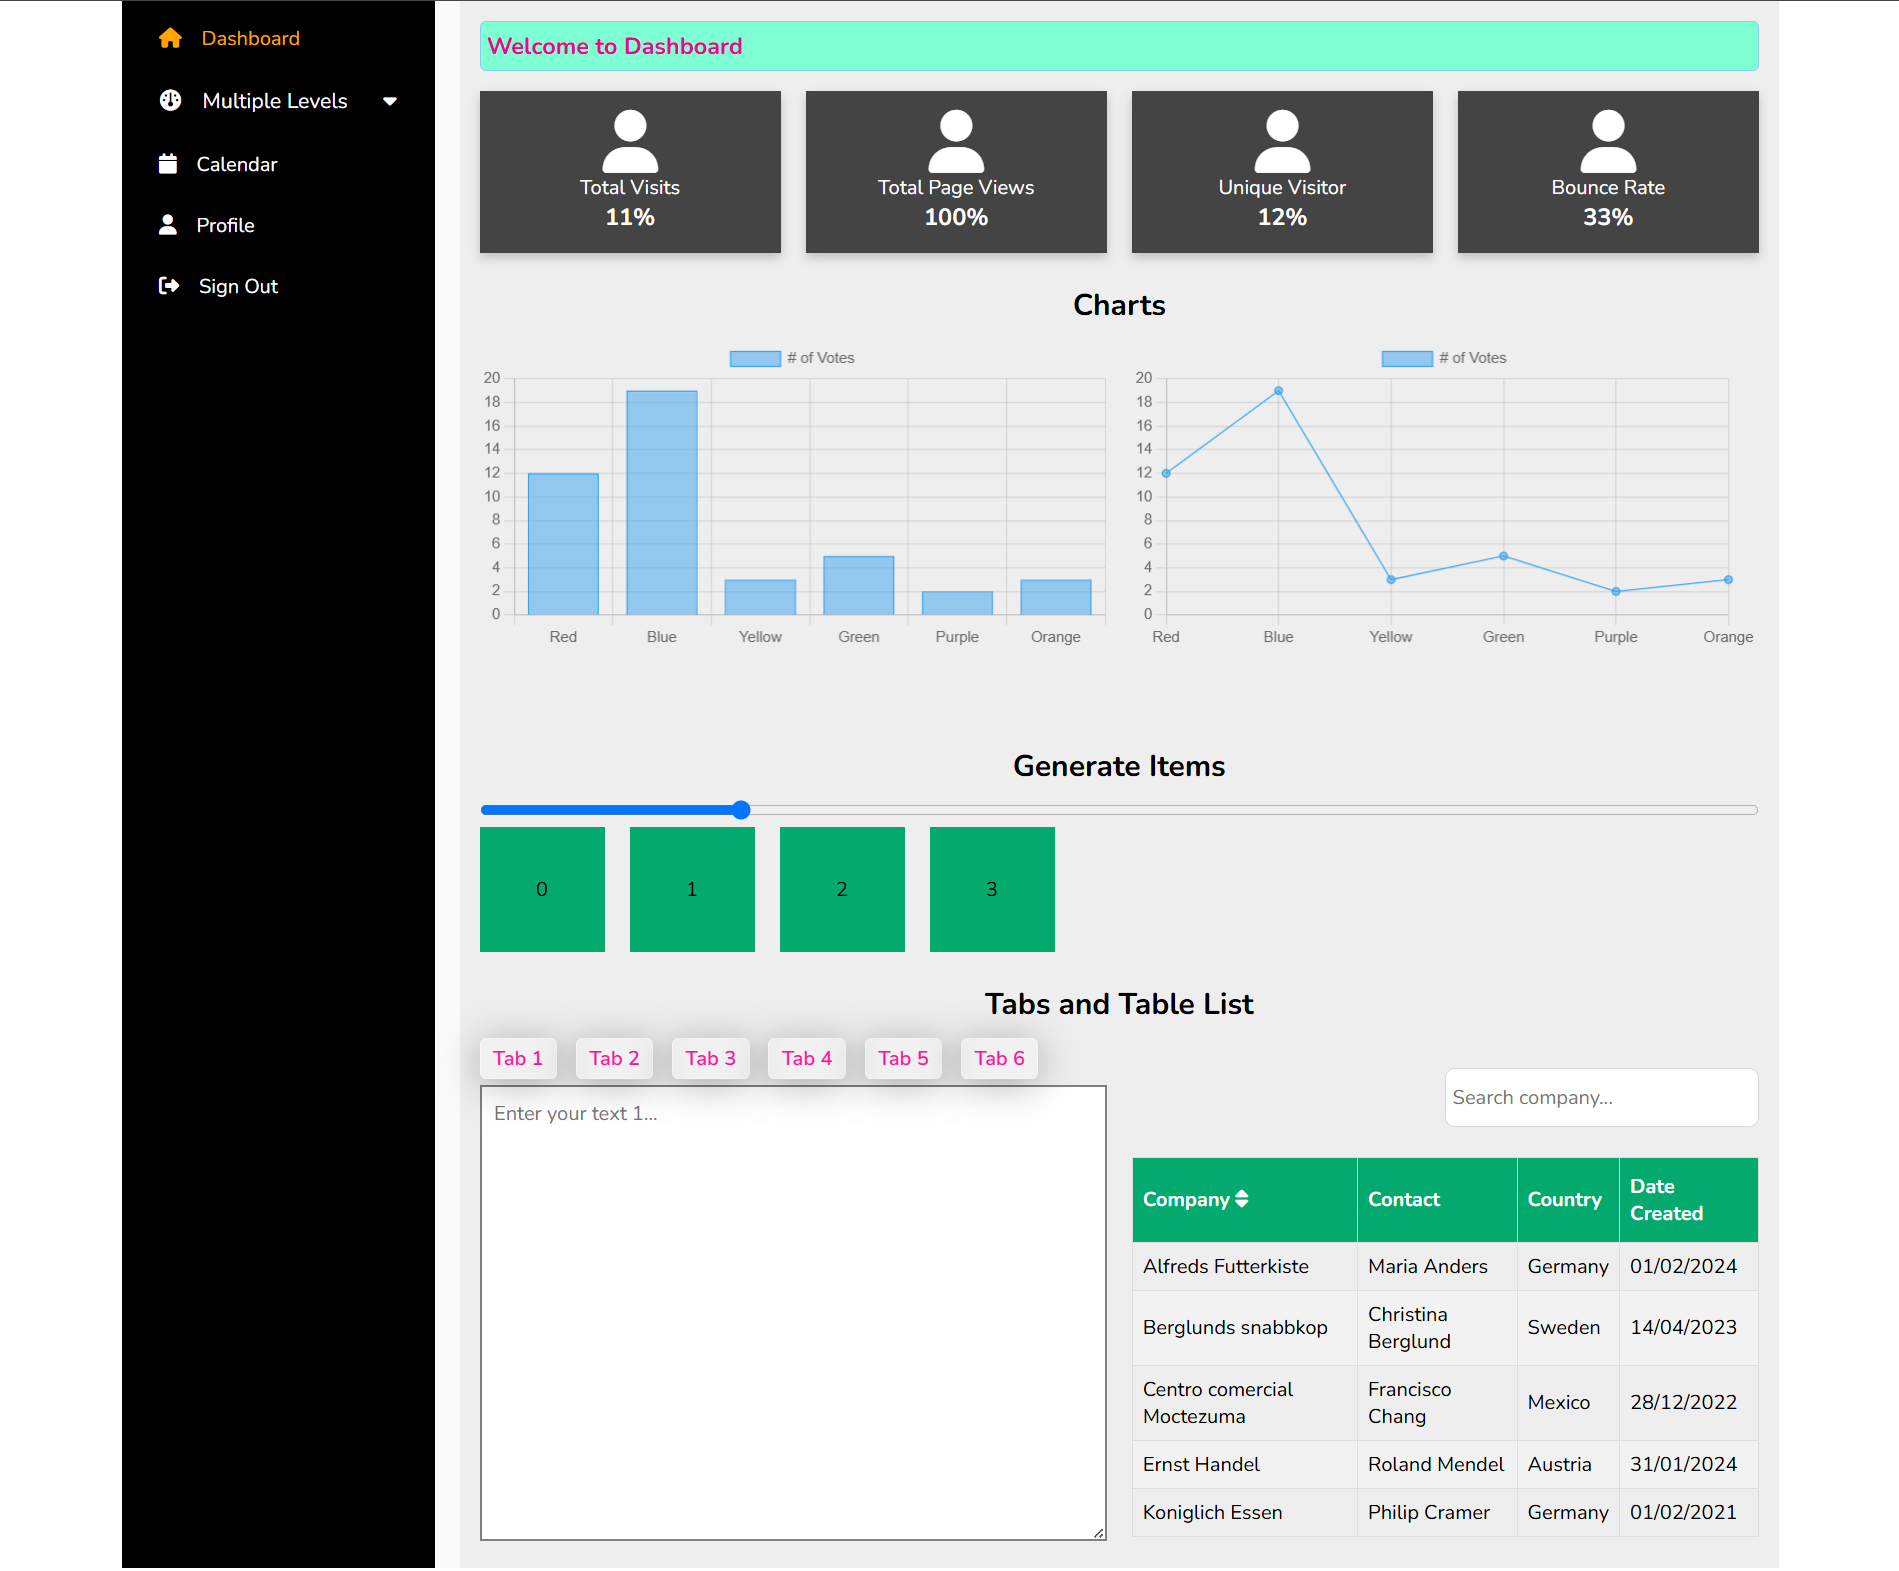 Dashboard
Multiple Levels
Calendar
Profile
Sign Out
Welcome to Dashboard
Total Visits
11%
Total Page Views
100%
Unique Visitor
12%
Bounce Rate
33%
Charts
# of Votes
20
18
16
14
12
10
8
6
4
2
0
Red Blue Yellow Green Purple Orange
# of Votes
20
18
16
14
12
10
8
6
4
2
0
Red Blue Yellow Green Purple Orange
Generate Items
0 1 2 3
Tabs and Table List
Tab 1 Tab 2 Tab 3 Tab 4 Tab 5 Tab 6
Enter your text 1...
Search company...
Company Contact Country Date Created
Alfreds Futterkiste Maria Anders Germany 01/02/2024
Berglunds snabbkop Christina Berglund Sweden 14/04/2023
Centro comercial Moctezuma Francisco Chang Mexico 28/12/2022
Ernst Handel Roland Mendel Austria 31/01/2024
Koniglich Essen Philip Cramer Germany 01/02/2021